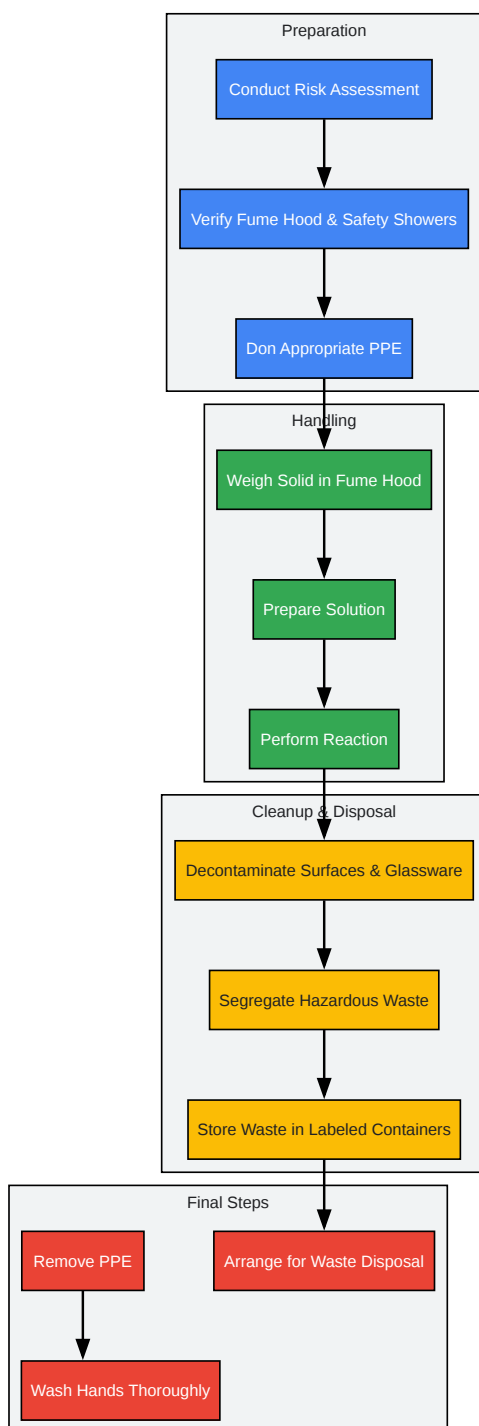 Preparation
Conduct Risk Assessment
Verify Fume Hood & Safety Showers
Don Appropriate PPE
Handling
Weigh Solid in Fume Hood
Prepare Solution
Perform Reaction
Cleanup & Disposal
Decontaminate Surfaces & Glassware
Segregate Hazardous Waste
Store Waste in Labeled Containers
Final Steps
Remove PPE
Arrange for Waste Disposal
Wash Hands Thoroughly